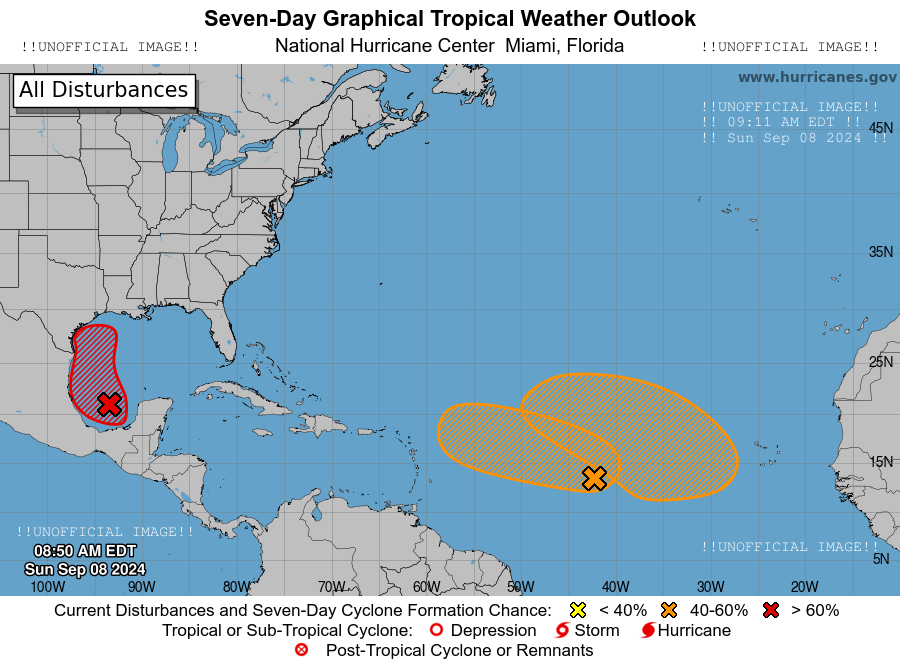 Seven-Day Graphical Tropical Weather Outlook
!!UNOFFICIAL IMAGE!! National Hurricane Center Miami, Florida !!UNOFFICIAL IMAGE!!
All Disturbances
www.hurricanes.gov
!!UNOFFICIAL IMAGE!!
!! 09:11 AM EDT !!
!! Sun Sep 08 2024 !!
45N
35N
25N
15N
!!UNOFFICIAL IMAGE!!
!!UNOFFICIAL IMAGE!!
08:50 AM EDT
Sun Sep 08 2024
5N
100W 90W 80W 70W 60W 50W 40W 30W 20W
Current Disturbances and Seven-Day Cyclone Formation Chance: < 40% 40-60% > 60%
Tropical or Sub-Tropical Cyclone: Depression Storm Hurricane
Post-Tropical Cyclone or Remnants